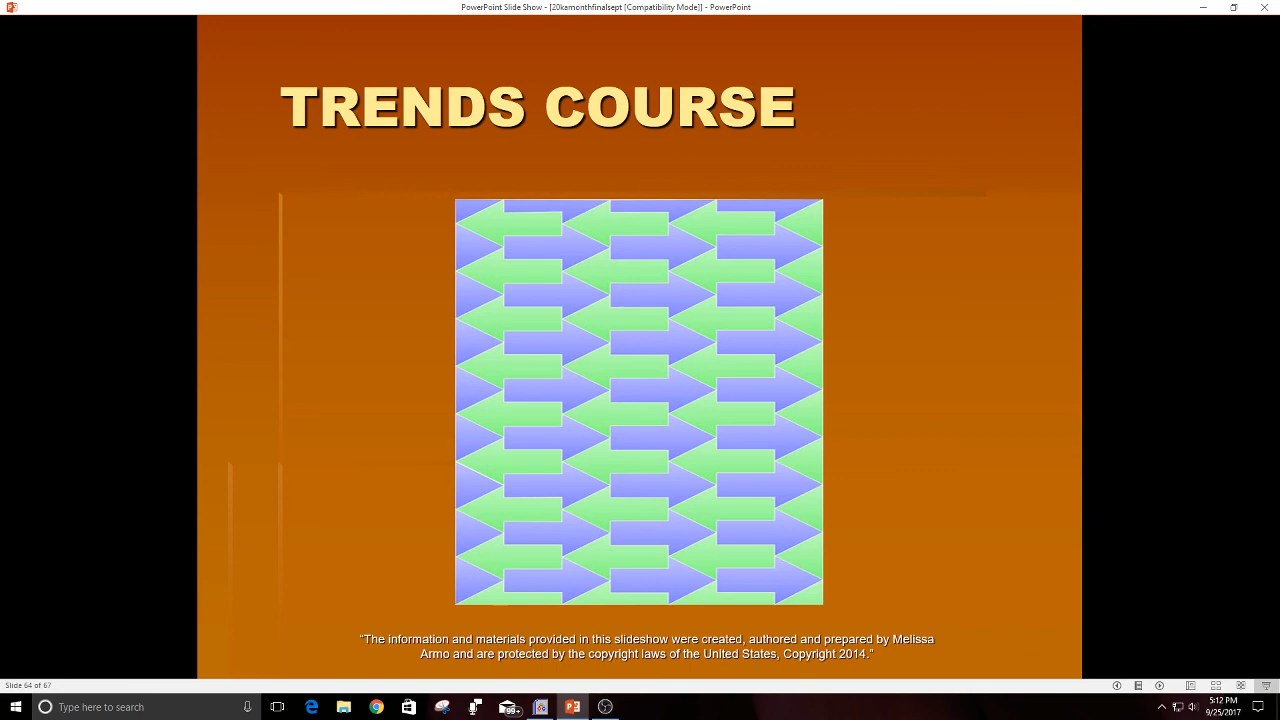 PowerPoint Slide Show - [20kamonthfinalsept [Compatibility Mode]] - PowerPoint
TRENDS COURSE
“The information and materials provided in this slideshow were created, authored and prepared by Melissa
Armo and are protected by the copyright laws of the United States, Copyright 2014.”
Slide 64 of 67
Type here to search
99+
5:12 PM
9/25/2017